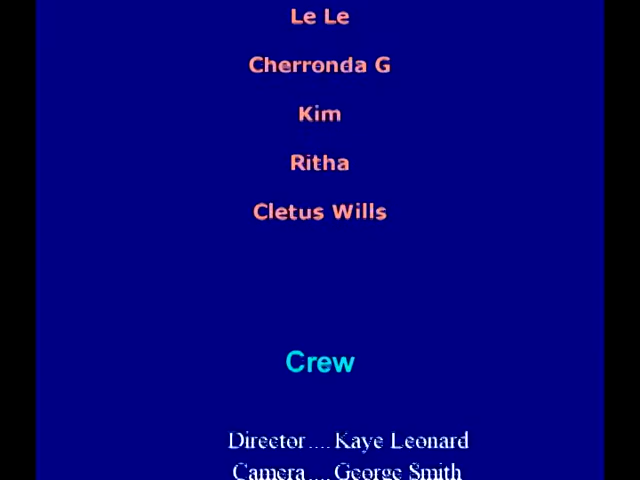 Le Le
Cherronda G
Kim
Ritha
Cletus Wills
Crew
Director.... Kaye Leonard
Camera.... George Smith